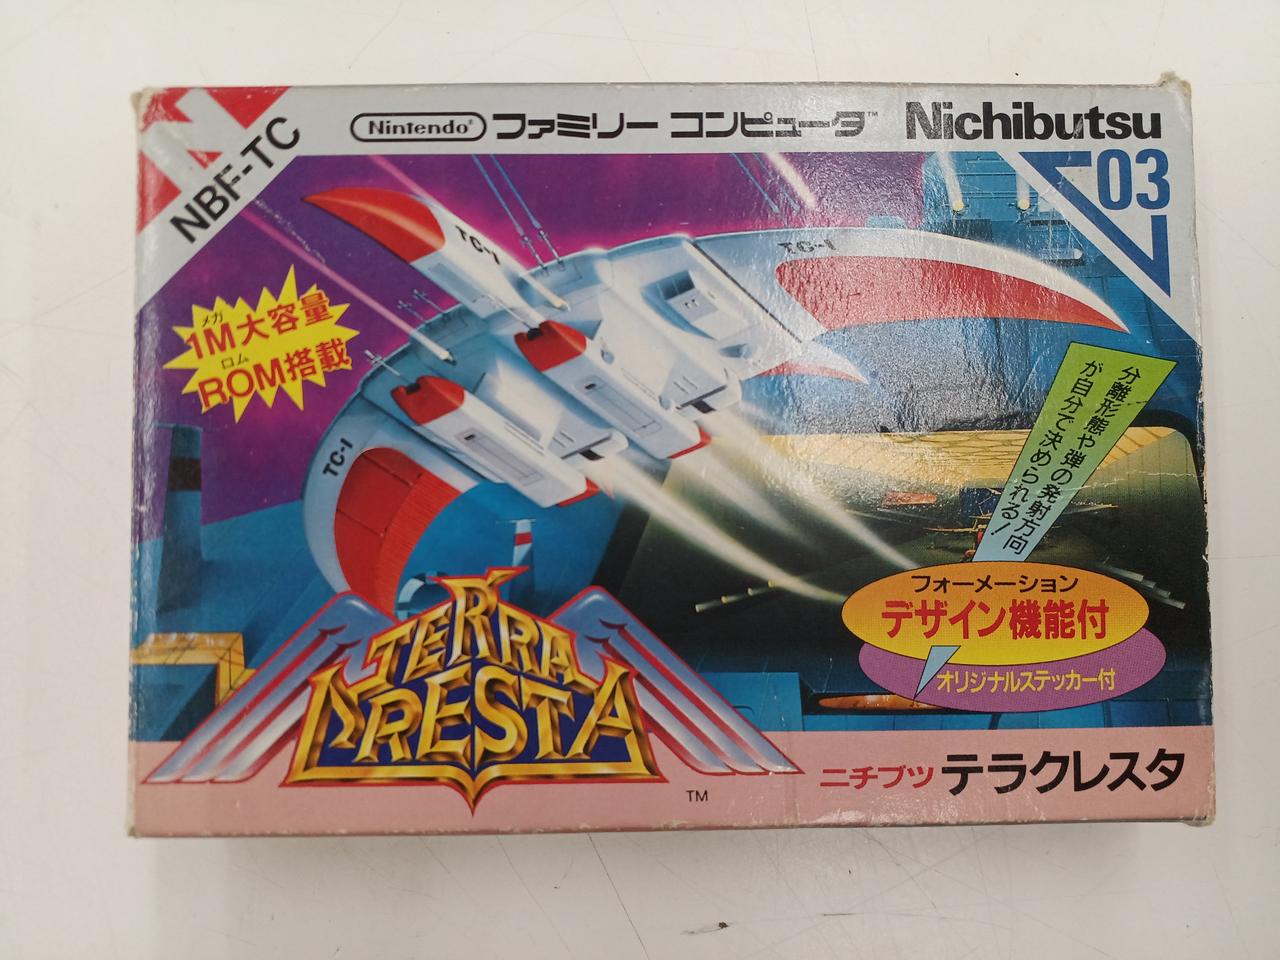 N
NBF-TC
Nintendo® ファミリー コンピュータ™
Nichibutsu
03
メガ
1M大容量
ロム
ROM搭載
TC-1
TC-1
TC-1
分離形態や弾の発射方向
が自分で決められる!
フォーメーション
デザイン機能付
オリジナルステッカー付
TERRA
CRESTA
TM
ニチブツ テラクレスタ